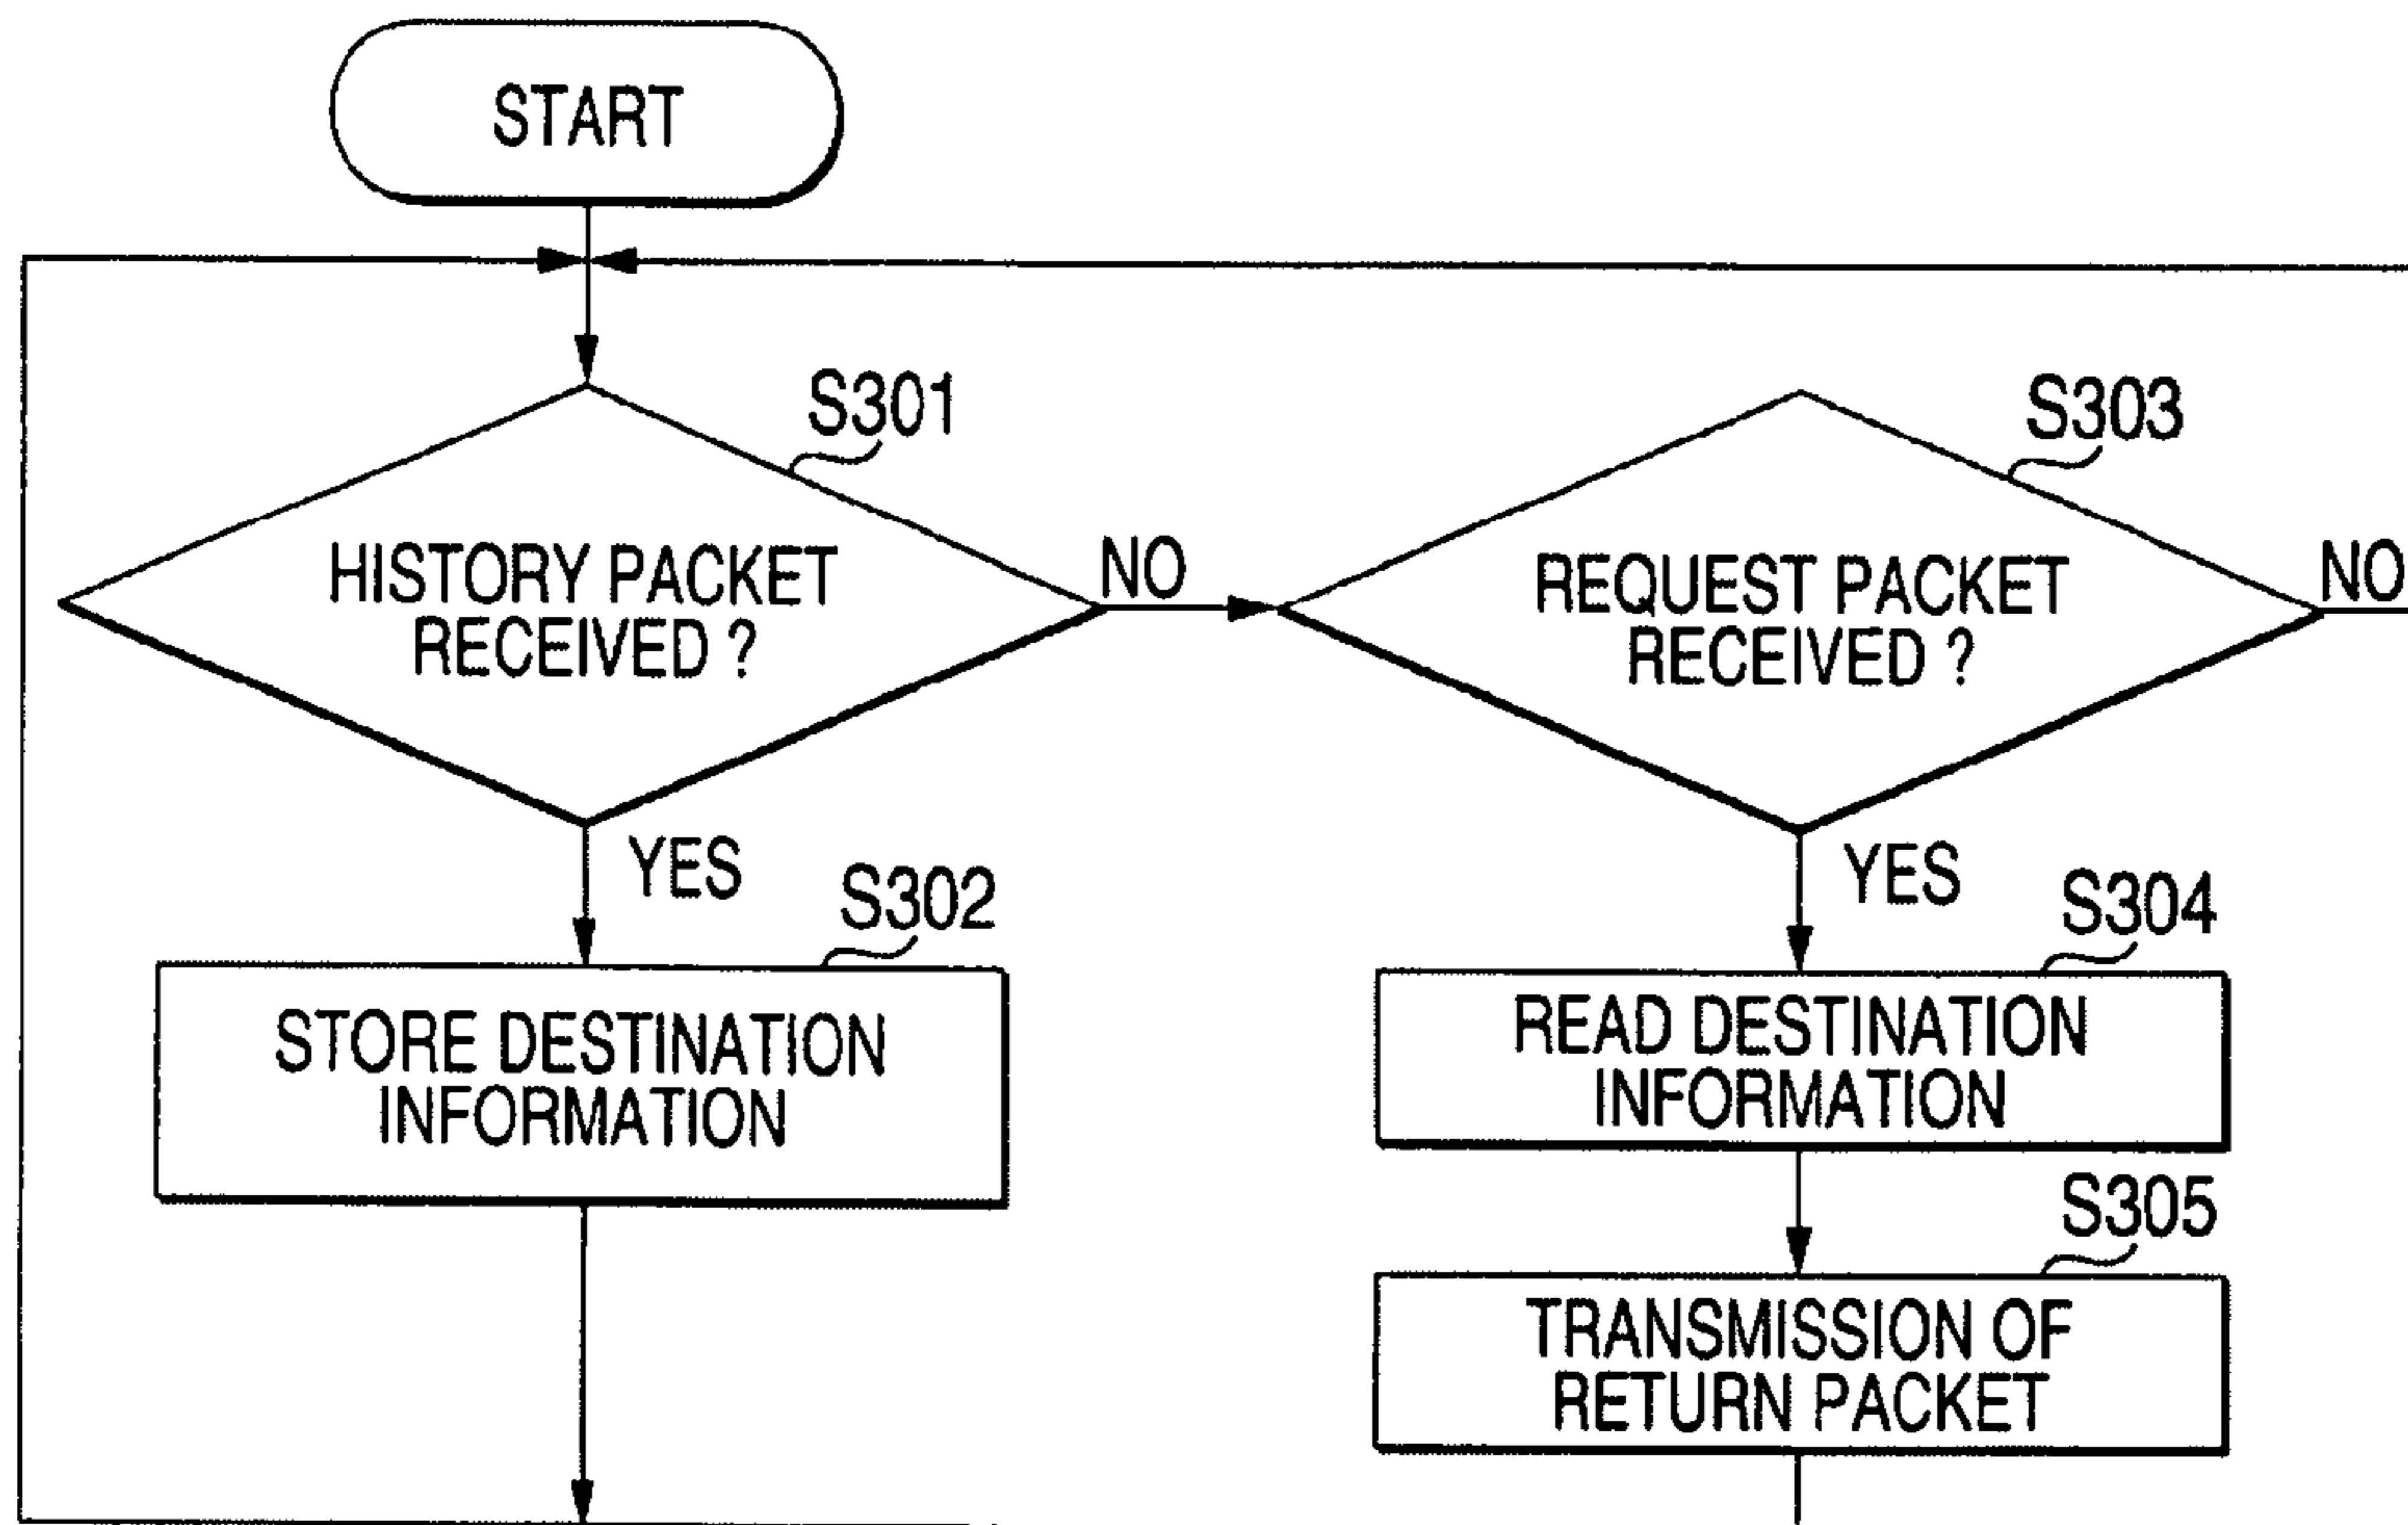 START
S301
HISTORY PACKET
RECEIVED ?
NO
YES
S302
STORE DESTINATION
INFORMATION
S303
REQUEST PACKET
RECEIVED ?
NO
YES
S304
READ DESTINATION
INFORMATION
S305
TRANSMISSION OF
RETURN PACKET